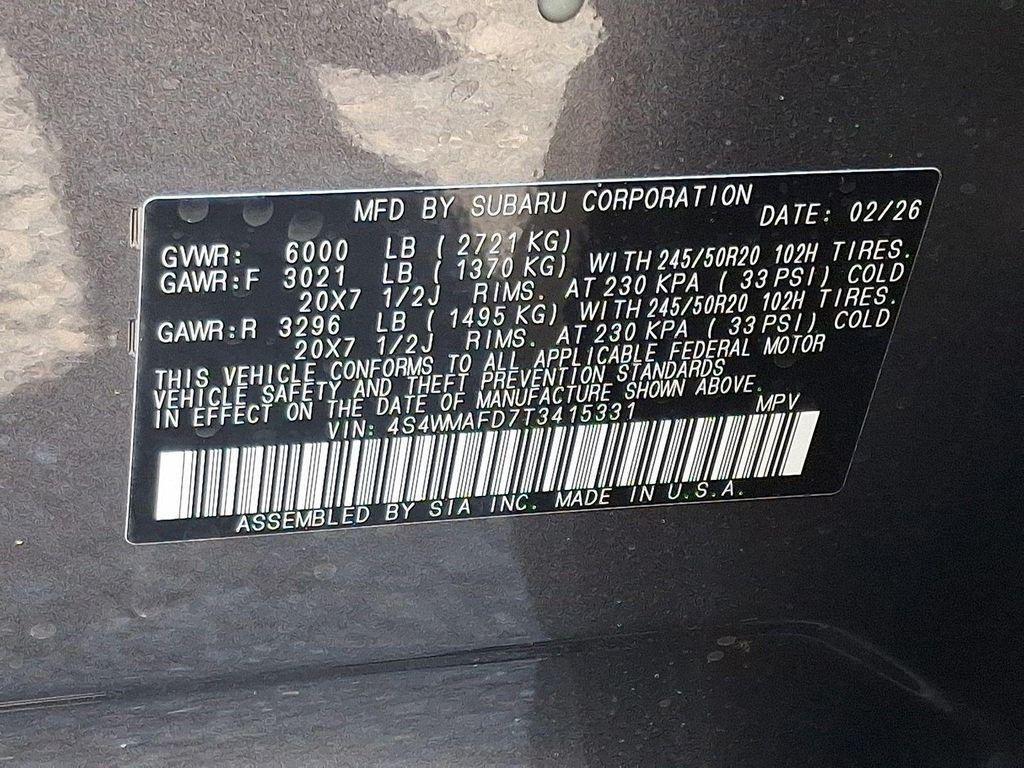 MFD BY SUBARU CORPORATION DATE: 02/26
GVWR: 6000 LB ( 2721 KG)
GAWR:F 3021 LB ( 1370 KG) WITH 245/50R20 102H TIRES.
20X7 1/2J RIMS. AT 230 KPA ( 33 PSI) COLD
GAWR:R 3296 LB ( 1495 KG) WITH 245/50R20 102H TIRES.
20X7 1/2J RIMS. AT 230 KPA ( 33 PSI) COLD
THIS VEHICLE CONFORMS TO ALL APPLICABLE FEDERAL MOTOR
VEHICLE SAFETY AND THEFT PREVENTION STANDARDS
IN EFFECT ON THE DATE OF MANUFACTURE SHOWN ABOVE.
VIN: 4S4WMAFD7T3415331 MPV
ASSEMBLED BY SIA INC. MADE IN U.S.A.